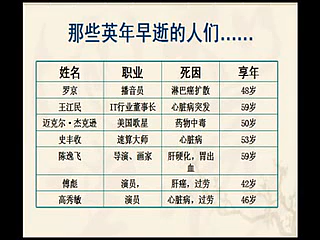 那些英年早逝的人们……
姓名 职业 死因 享年
罗京 播音员 淋巴癌扩散 48岁
王江民 IT行业董事长 心脏病突发 59岁
迈克尔·杰克逊 美国歌星 药物中毒 50岁
史丰收 速算大师 心脏病 53岁
陈逸飞 导演、画家 肝硬化,胃出
血 59岁
傅彪 演员, 肝癌,过劳 42岁
高秀敏 演员, 心脏病,过劳 46岁